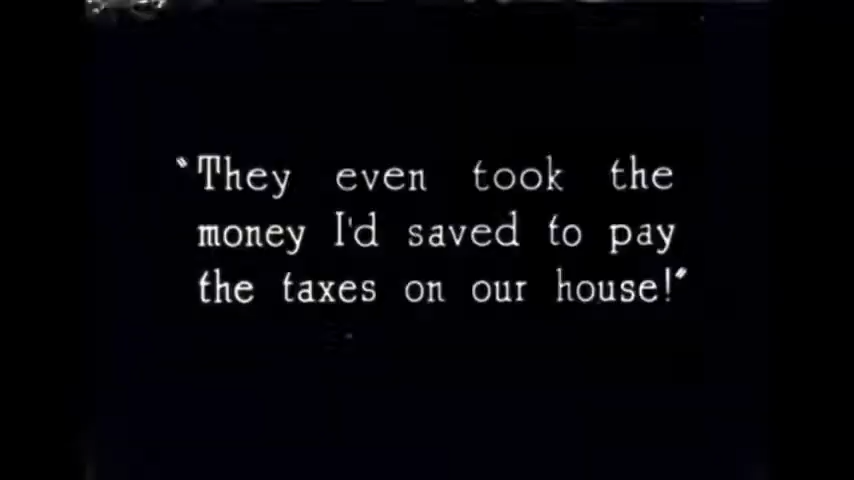 "They even took the
money I'd saved to pay
the taxes on our house!"